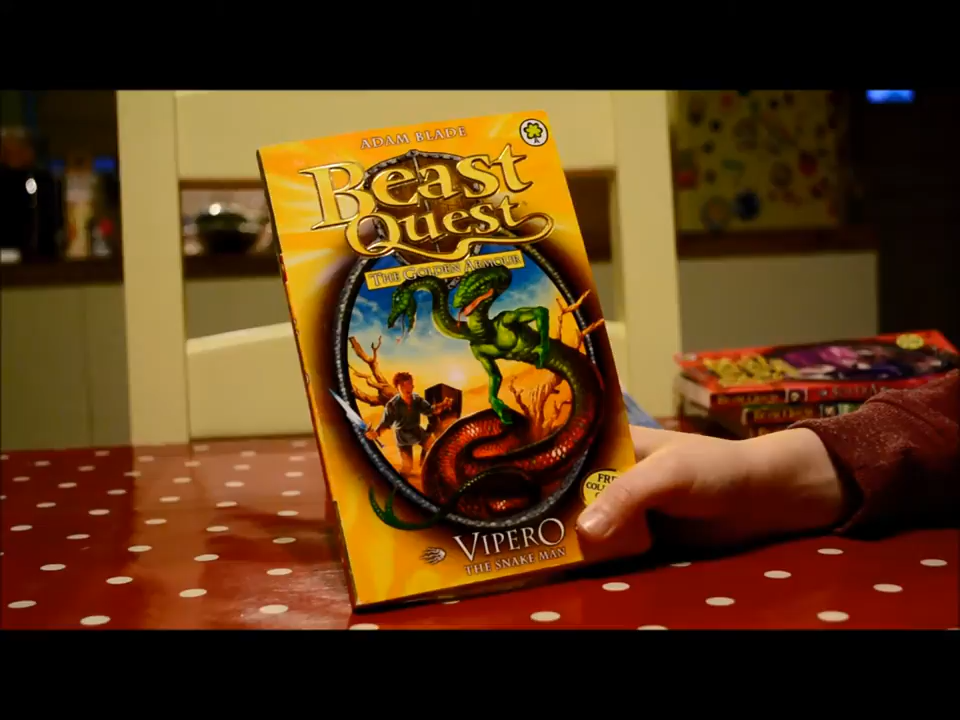 ADAM BLADE
Beast
Quest
THE GOLDEN ARMOUR
VIPERO
THE SNAKE MAN